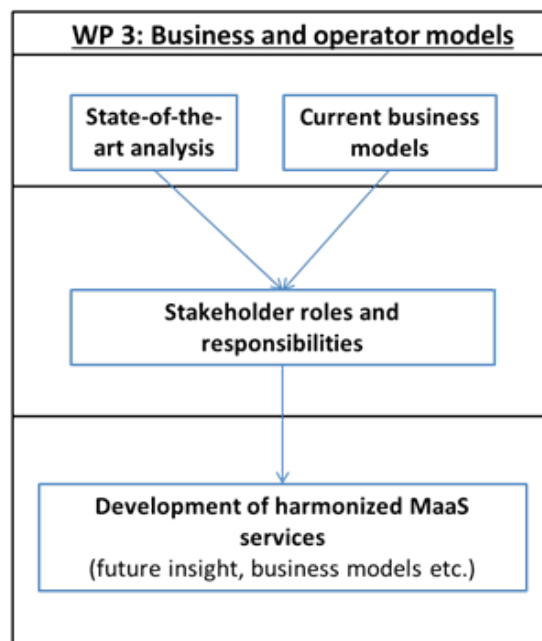 WP 3: Business and operator models
State-of-the-
art analysis
Current business
models
Stakeholder roles and
responsibilities
Development of harmonized MaaS
services
(future insight, business models etc.)